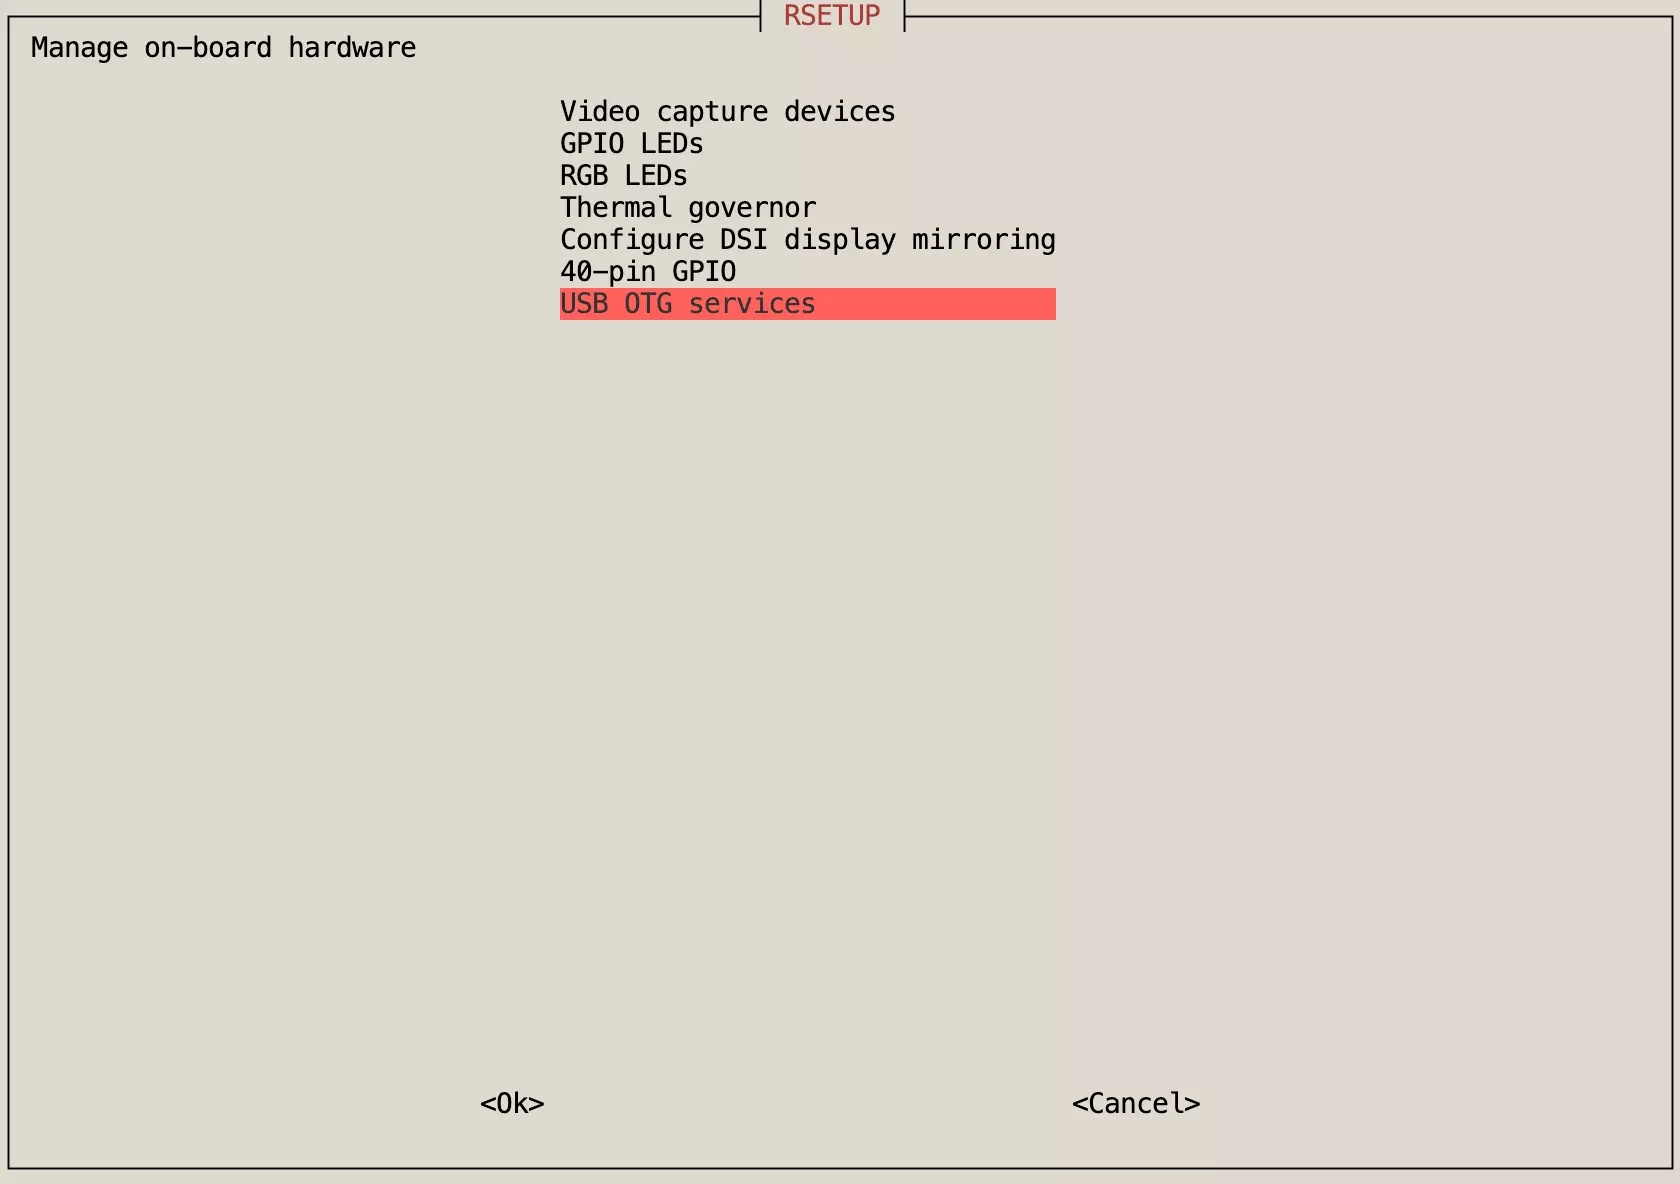 RSETUP
Manage on-board hardware
Video capture devices
GPIO LEDs
RGB LEDs
Thermal governor
Configure DSI display mirroring
40-pin GPIO
USB OTG services
<Ok> <Cancel>